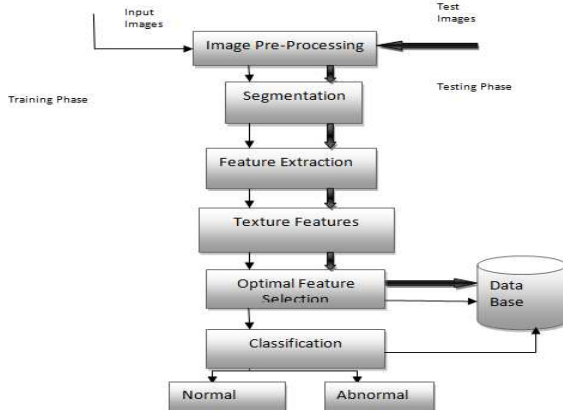 Input
Images
Test
Images
Image Pre-Processing
Training Phase
Segmentation
Testing Phase
Feature Extraction
Texture Features
Optimal Feature
Selection
Data
Base
Classification
Normal
Abnormal